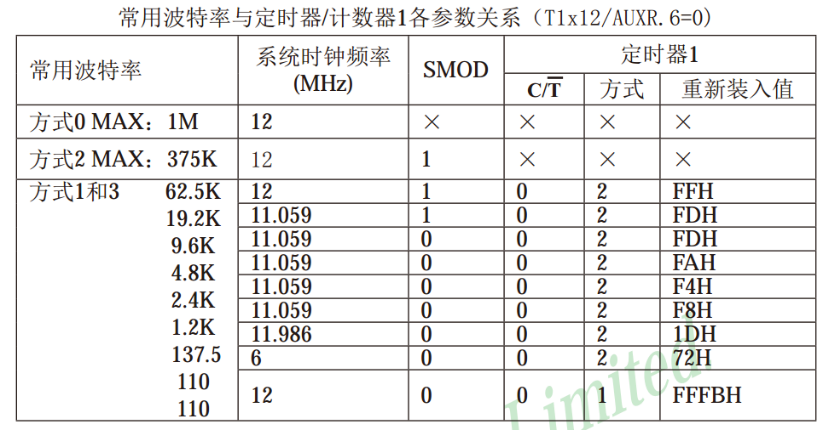 常用波特率与定时器/计数器1各参数关系（T1x12/AUXR.6=0)
常用波特率 系统时钟频率 (MHz) SMOD 定时器1
C/T̅ 方式 重新装入值
方式0 MAX：1M 12 × × × ×
方式2 MAX：375K 12 1 × × ×
方式1和3 62.5K 12 1 0 2 FFH
19.2K 11.059 1 0 2 FDH
9.6K 11.059 0 0 2 FDH
4.8K 11.059 0 0 2 FAH
2.4K 11.059 0 0 2 F4H
1.2K 11.059 0 0 2 F8H
137.5 11.986 0 0 2 1DH
110 6 0 0 2 72H
110 12 0 0 1 FFFBH
Limited.